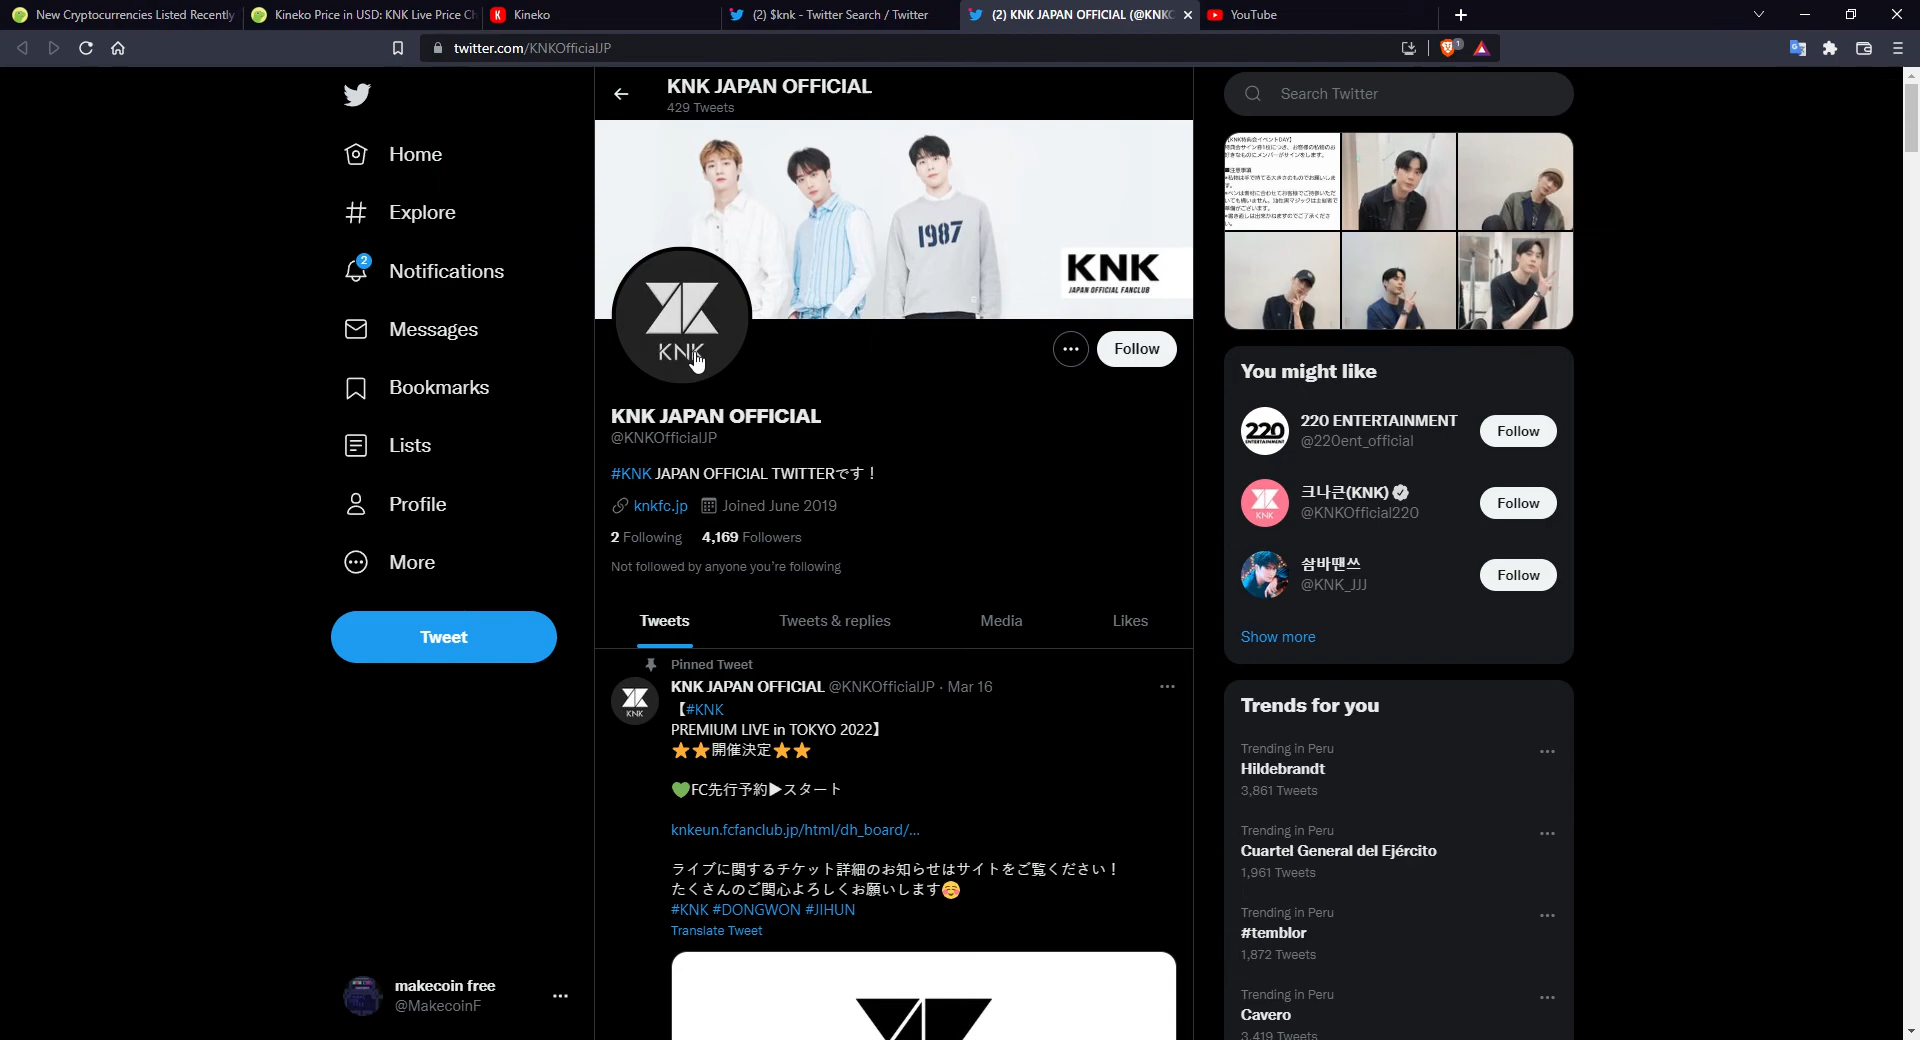 New Cryptocurrencies Listed Recently
Kineko Price in USD: KNK Live Price Ch
Kineko
(2) $knk - Twitter Search / Twitter
(2) KNK JAPAN OFFICIAL (@KNKO
YouTube
twitter.com/KNKOfficialJP
1
Home
Explore
2
Notifications
Messages
Bookmarks
Lists
Profile
More
Tweet
makecoin free
@MakecoinF
KNK JAPAN OFFICIAL
429 Tweets
1987
KNK
JAPAN OFFICIAL FANCLUB
KNK
Follow
KNK JAPAN OFFICIAL
@KNKOfficialJP
#KNK JAPAN OFFICIAL TWITTERです！
knkfc.jp Joined June 2019
2 Following 4,169 Followers
Not followed by anyone you're following
Tweets
Tweets & replies
Media
Likes
Pinned Tweet
KNK JAPAN OFFICIAL @KNKOfficialJP · Mar 16
KNK
【#KNK
PREMIUM LIVE in TOKYO 2022】
⭐⭐開催決定⭐⭐
💚FC先行予約▶スタート
knkeun.fcfanclub.jp/html/dh_board/...
ライブに関するチケット詳細のお知らせはサイトをご覧ください！
たくさんのご関心よろしくお願いします☺
#KNK #DONGWON #JIHUN
Translate Tweet
Search Twitter
You might like
220
ENTERTAINMENT
220 ENTERTAINMENT
@220ent_official
Follow
KNK
크나큰(KNK)
@KNKOfficial220
Follow
삼바땐쓰
@KNK_JJJ
Follow
Show more
Trends for you
Trending in Peru
Hildebrandt
3,861 Tweets
Trending in Peru
Cuartel General del Ejército
1,961 Tweets
Trending in Peru
#temblor
1,872 Tweets
Trending in Peru
Cavero
3,419 Tweets